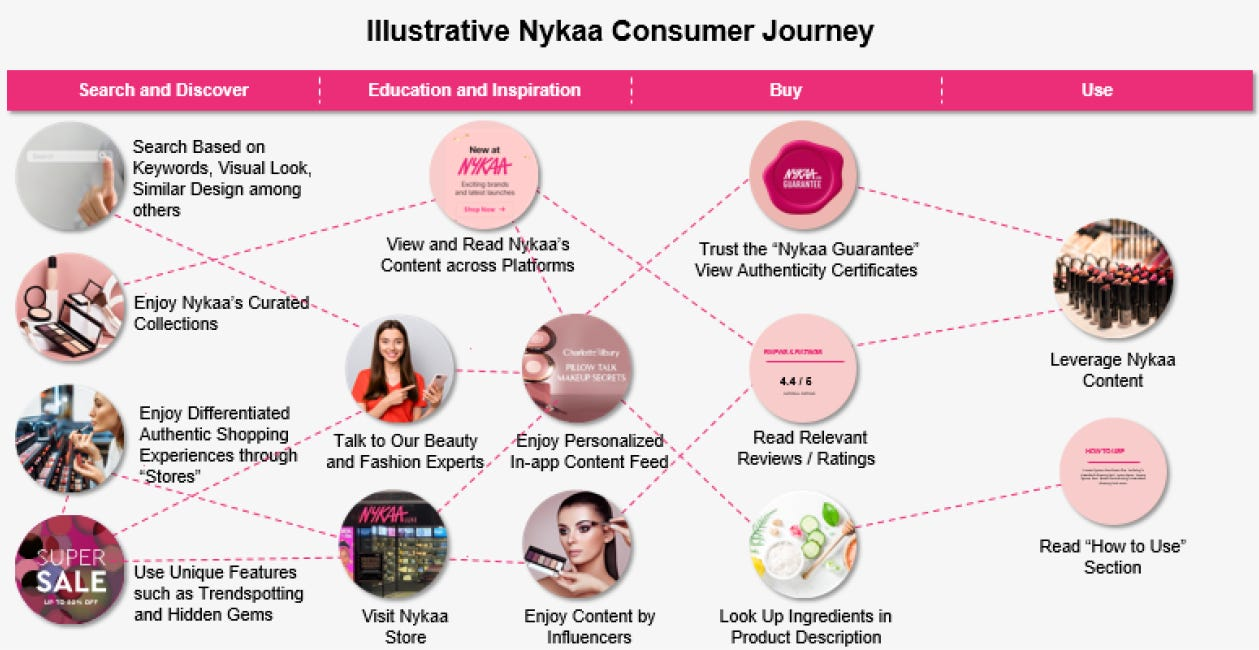 Illustrative Nykaa Consumer Journey
Search and Discover
Education and Inspiration
Buy
Use
Search
Search Based on
Keywords, Visual Look,
Similar Design among
others
Enjoy Nykaa's Curated
Collections
Enjoy Differentiated
Authentic Shopping
Experiences through
“Stores”
SUPER
SALE
UP TO 80% OFF
Use Unique Features
such as Trendspotting
and Hidden Gems
New at
NYKAA
Exciting brands
and latest launches
Shop Now →
View and Read Nykaa's
Content across Platforms
Talk to Our Beauty
and Fashion Experts
Charlotte Tilbury
PILLOW TALK
MAKEUP SECRETS
Enjoy Personalized
In-app Content Feed
NYKAA LUXE
Visit Nykaa
Store
Enjoy Content by
Influencers
NYKAA
GUARANTEE
Trust the “Nykaa Guarantee”
View Authenticity Certificates
4.4 / 5
Read Relevant
Reviews / Ratings
Look Up Ingredients in
Product Description
Leverage Nykaa
Content
HOW TO USE
Read “How to Use”
Section